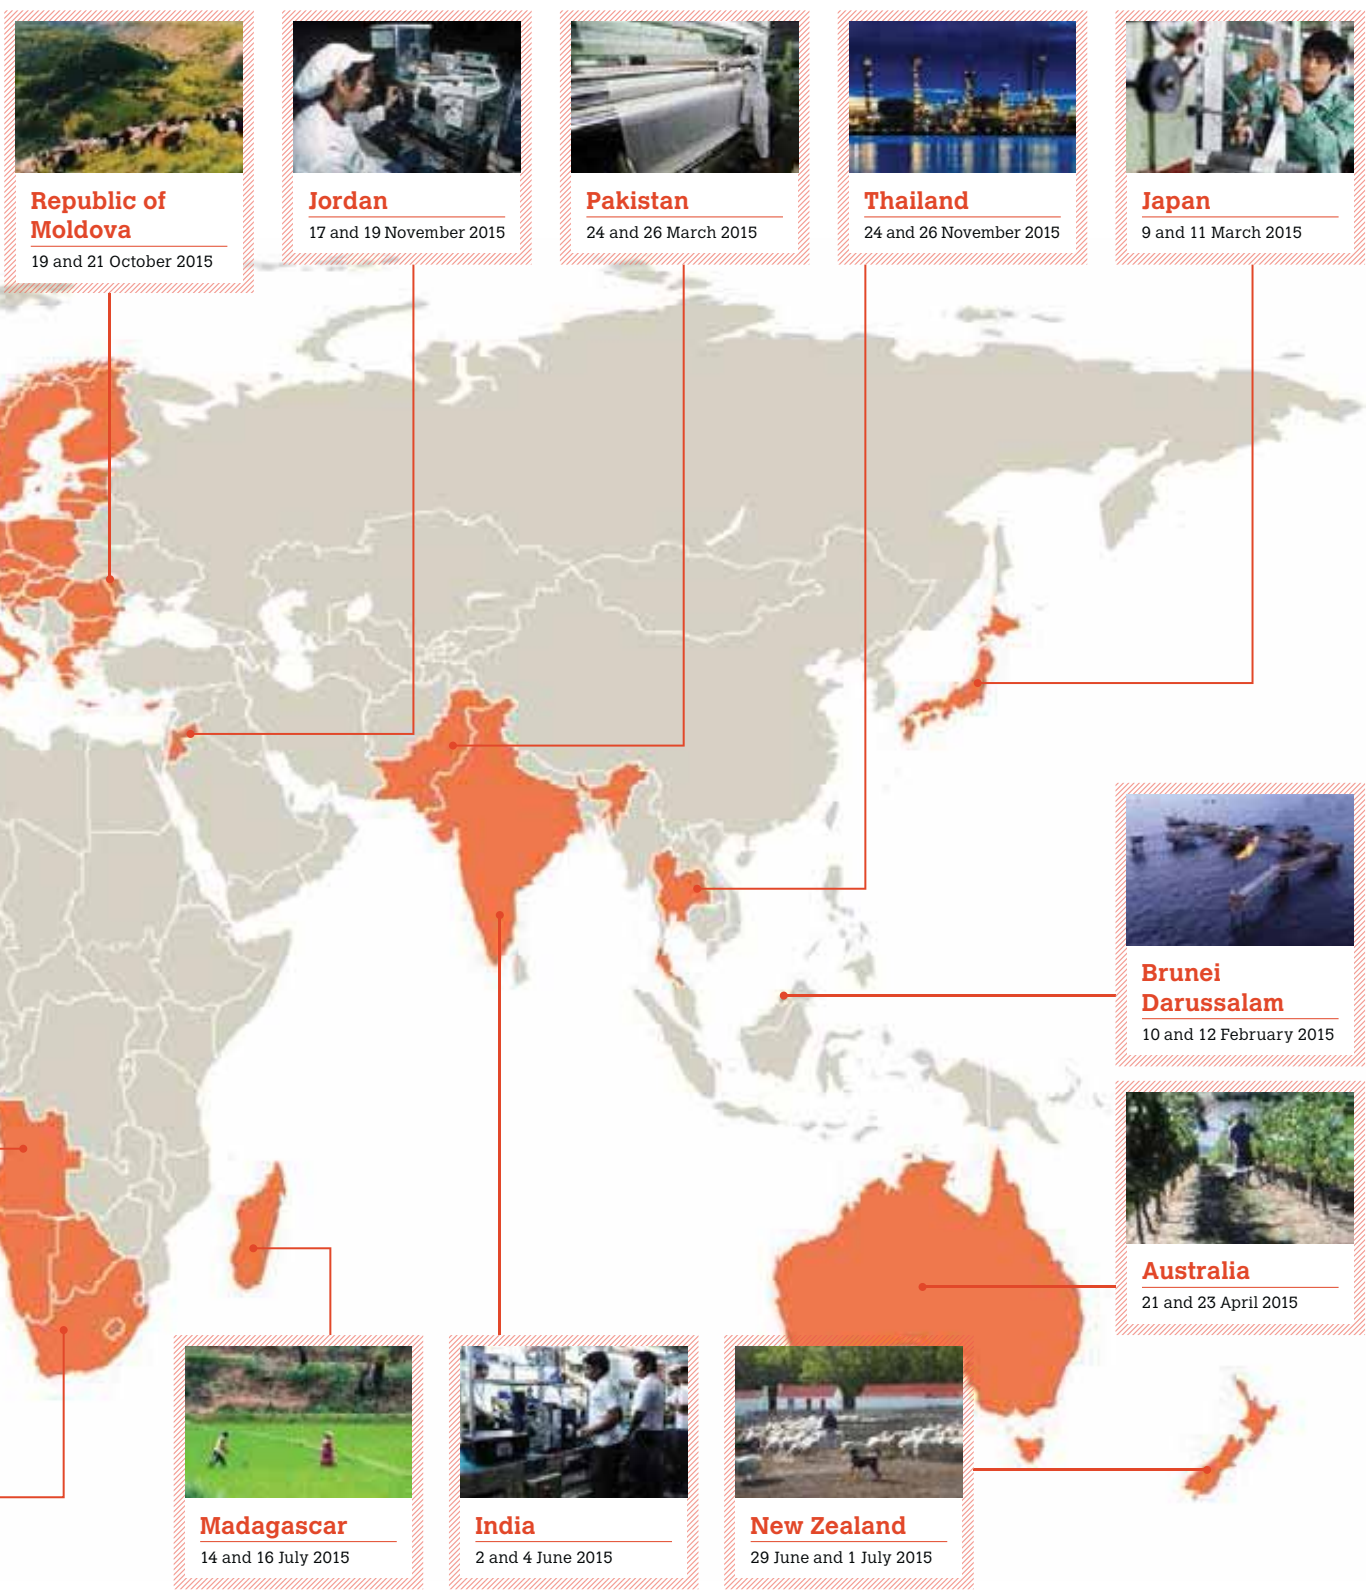 Republic of
Moldova
19 and 21 October 2015
Jordan
17 and 19 November 2015
Pakistan
24 and 26 March 2015
Thailand
24 and 26 November 2015
Japan
9 and 11 March 2015
Brunei
Darussalam
10 and 12 February 2015
Australia
21 and 23 April 2015
Madagascar
14 and 16 July 2015
India
2 and 4 June 2015
New Zealand
29 June and 1 July 2015